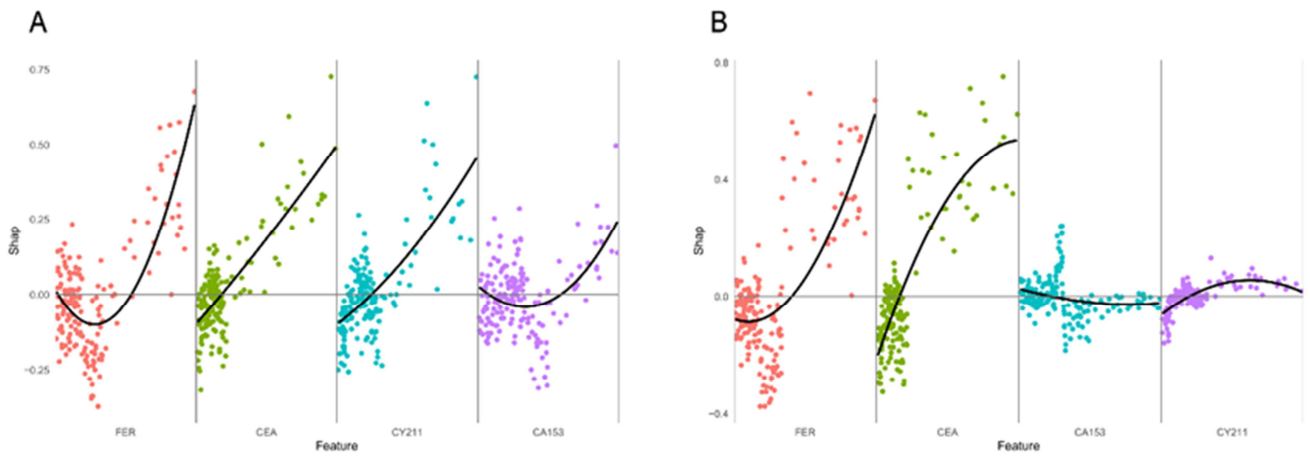 A
B
0.75
0.50
0.25
0.00
−0.25
Shap
FER
CEA
CY211
CA153
Feature
0.8
0.4
0.0
−0.4
Shap
FER
CEA
CA153
CY211
Feature